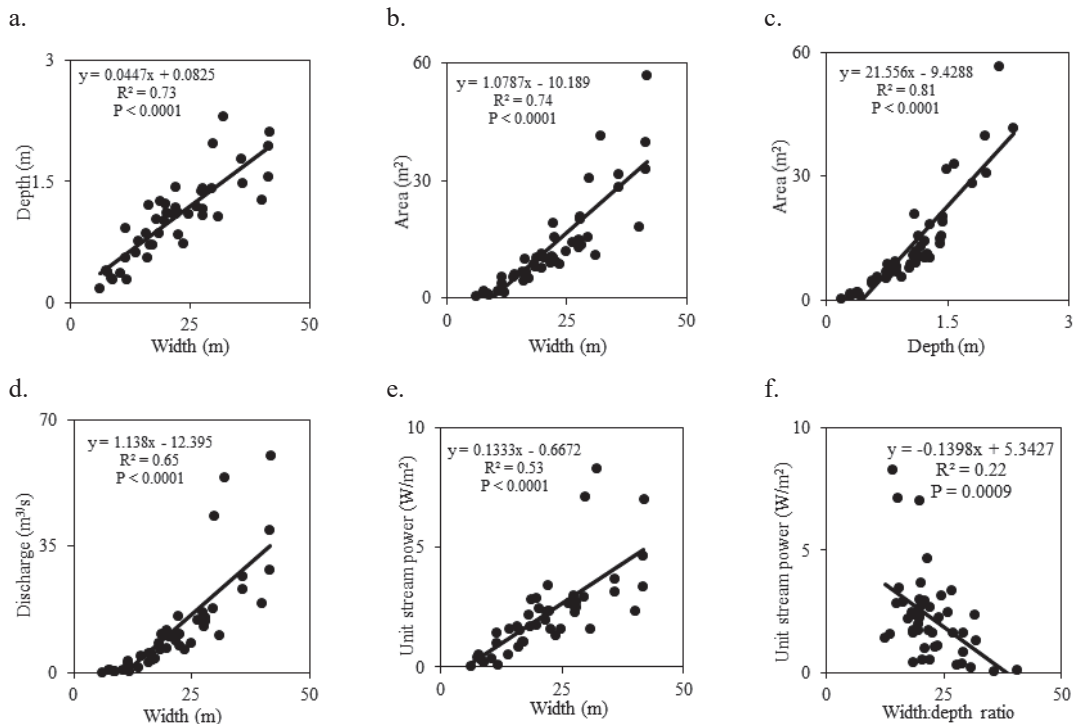 a.
3
y = 0.0447x + 0.0825
R² = 0.73
P < 0.0001
Depth (m)
1.5
0
0
25
50
Width (m)
b.
60
y = 1.0787x - 10.189
R² = 0.74
P < 0.0001
Area (m²)
30
0
0
25
50
Width (m)
c.
60
y = 21.556x - 9.4288
R² = 0.81
P < 0.0001
Area (m²)
30
0
0
1.5
3
Depth (m)
d.
70
y = 1.138x - 12.395
R² = 0.65
P < 0.0001
Discharge (m³/s)
35
0
0
25
50
Width (m)
e.
10
y = 0.1333x - 0.6672
R² = 0.53
P < 0.0001
Unit stream power (W/m²)
5
0
0
25
50
Width (m)
f.
10
y = -0.1398x + 5.3427
R² = 0.22
P = 0.0009
Unit stream power (W/m²)
5
0
0
25
50
Width:depth ratio